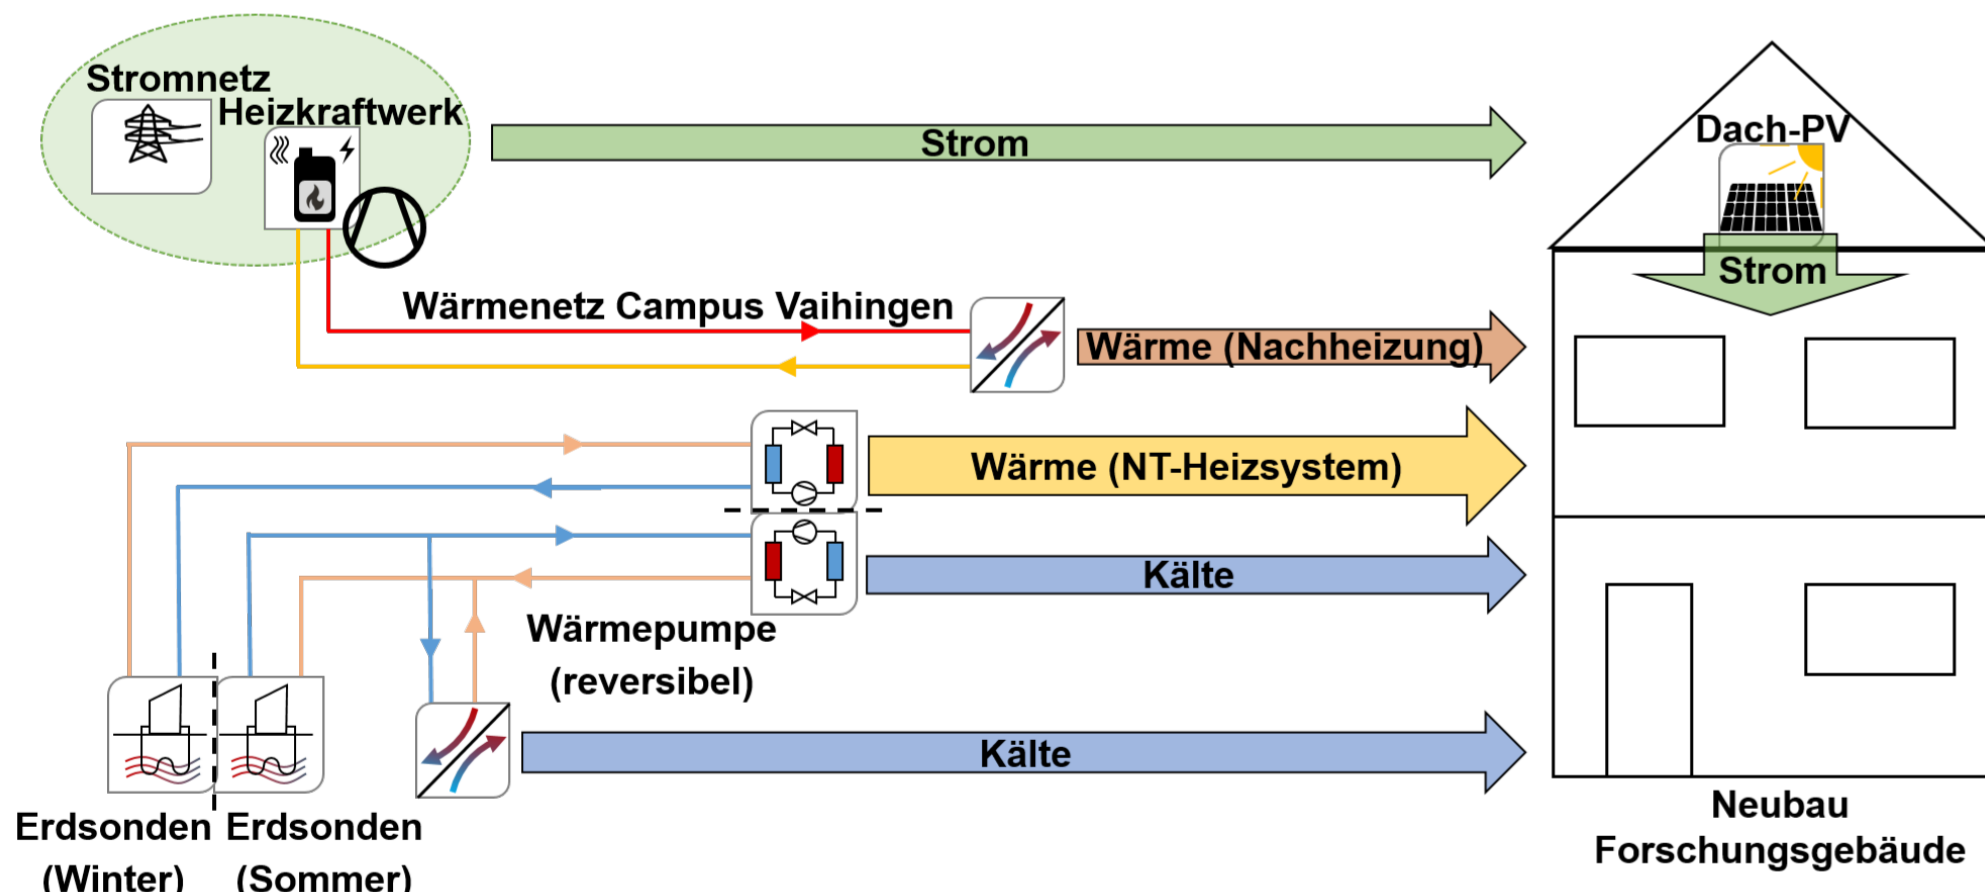 Stromnetz
Heizkraftwerk
Strom
Dach-PV
Strom
Wärmenetz Campus Vaihingen
Wärme (Nachheizung)
Wärme (NT-Heizsystem)
Kälte
Wärmepumpe
(reversibel)
Kälte
Erdsonden
(Winter)
Erdsonden
(Sommer)
Neubau
Forschungsgebäude